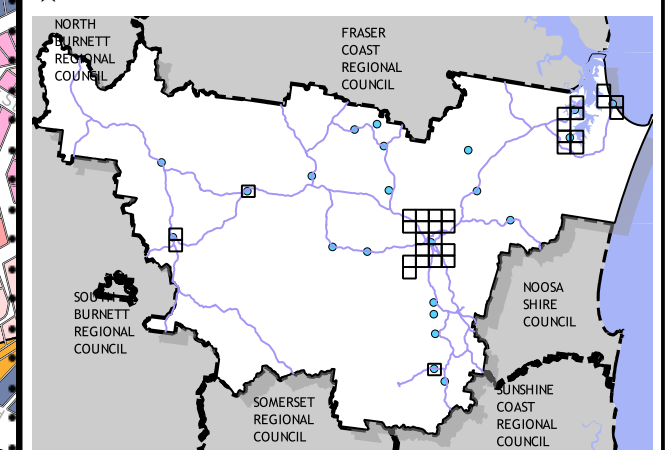 NORTH
BURNETT
REGIONAL
COUNCIL
FRASER
COAST
REGIONAL
COUNCIL
SOUTH
BURNETT
REGIONAL
COUNCIL
NOOSA
SHIRE
COUNCIL
SOMERSET
REGIONAL
COUNCIL
SUNSHINE
COAST
REGIONAL
COUNCIL